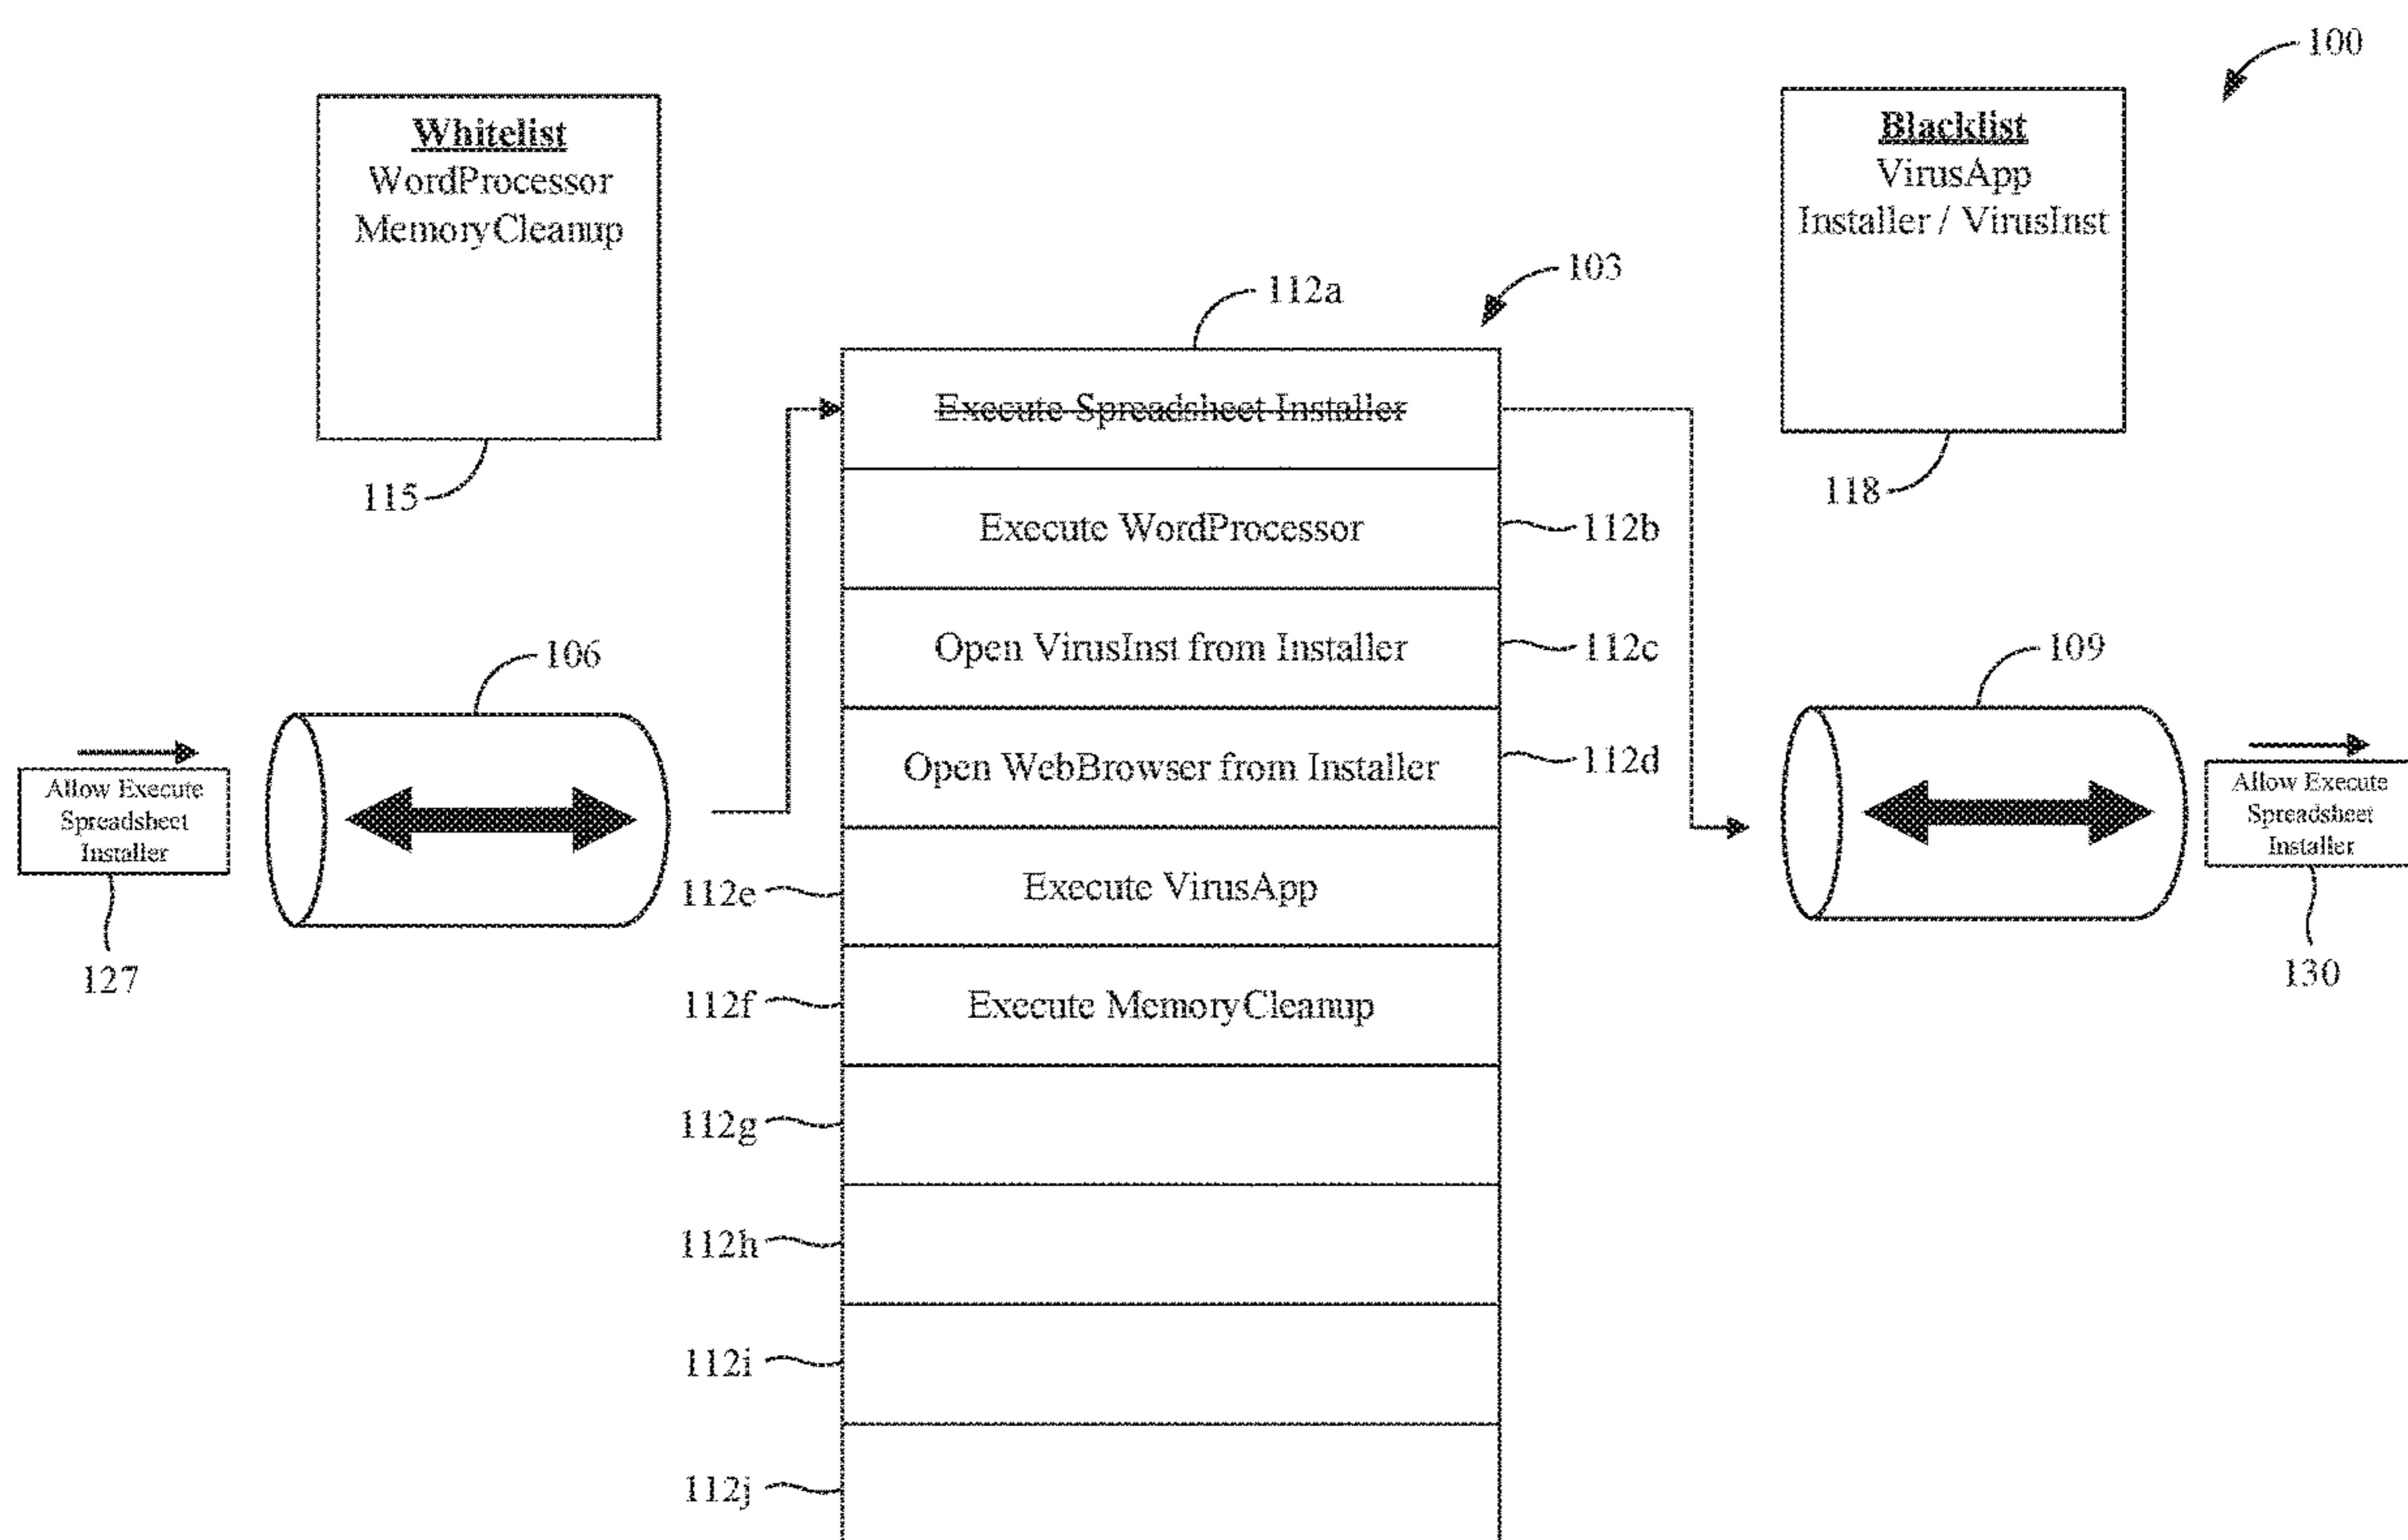 100
Whitelist
WordProcessor
MemoryCleanup
115
Blacklist
VirusApp
Installer / VirusInst
118
103
112a
Execute Spreadsheet Installer
Execute WordProcessor
112b
Open VirusInst from Installer
112c
Open WebBrowser from Installer
112d
112e
Execute VirusApp
112f
Execute MemoryCleanup
112g
112h
112i
112j
106
Allow Execute
Spreadsheet
Installer
127
109
Allow Execute
Spreadsheet
Installer
130